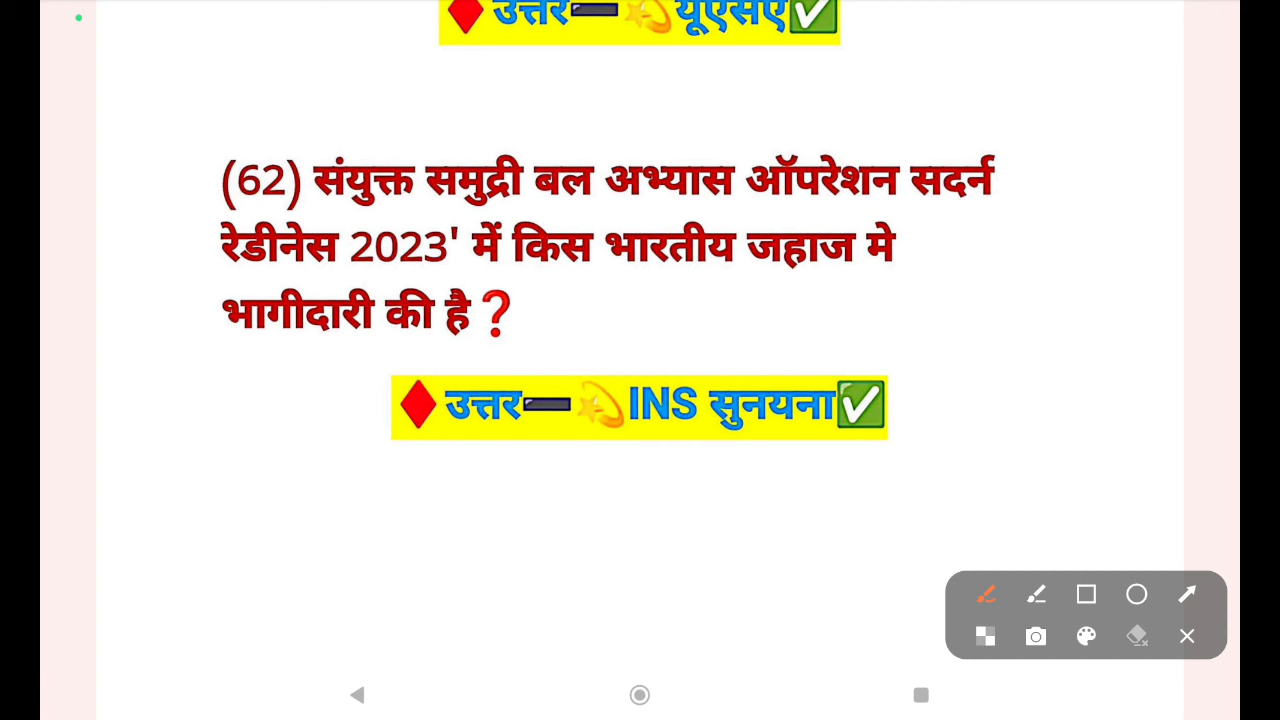 ♦️उत्तर➖💫यूएसए✅
(62) संयुक्त समुद्री बल अभ्यास ऑपरेशन सदर्न
रेडीनेस 2023' में किस भारतीय जहाज मे
भागीदारी की है❓
♦️उत्तर➖💫INS सुनयना✅